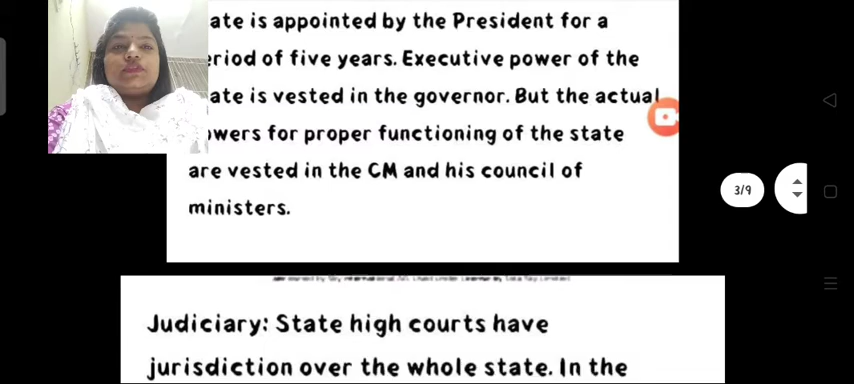 ate is appointed by the President for a
eriod of five years. Executive power of the
ate is vested in the governor. But the actual
owers for proper functioning of the state
are vested in the CM and his council of
ministers.
3/9
Judiciary: State high courts have
jurisdiction over the whole state. In the